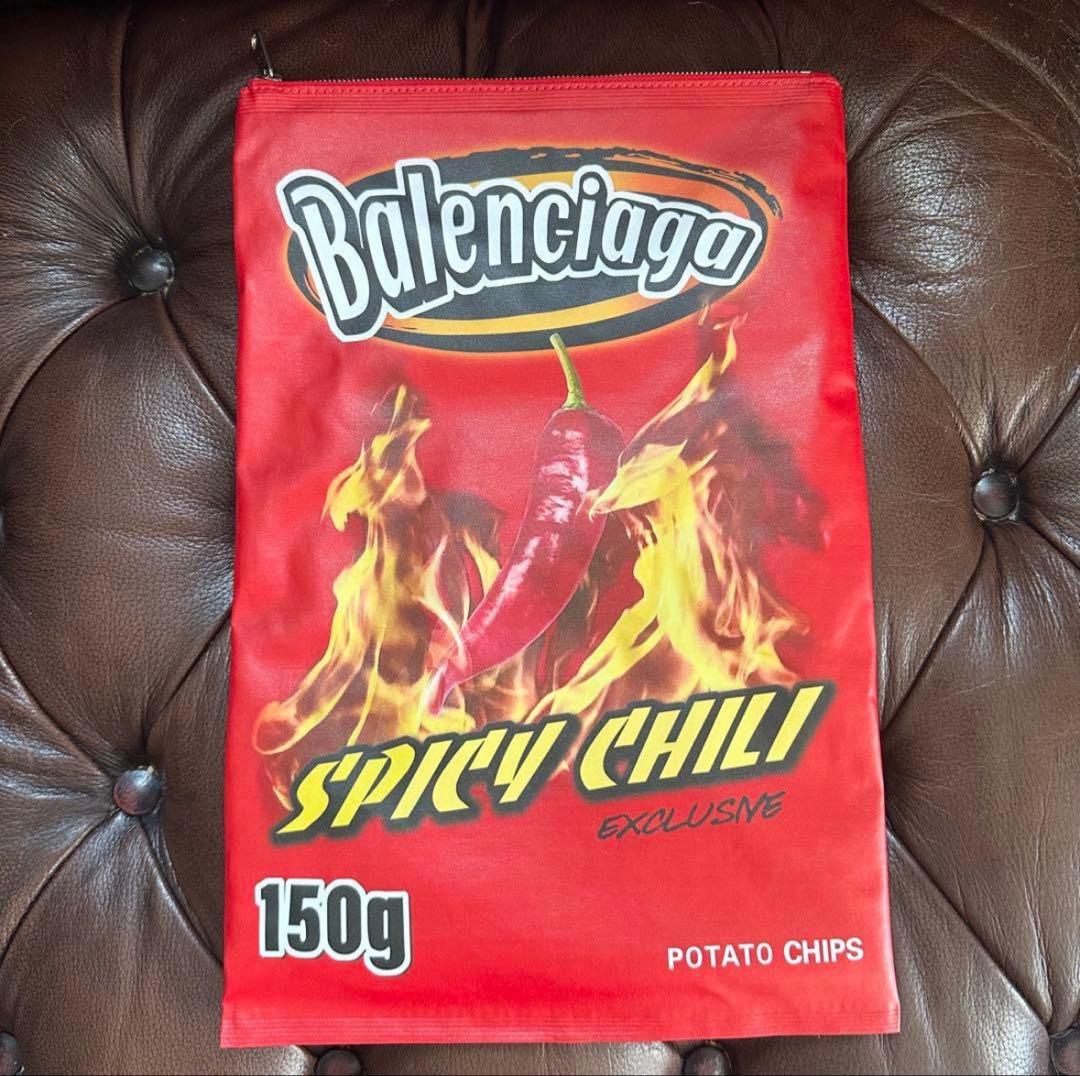 Balenciaga
SPICY CHILI
EXCLUSIVE
150g
POTATO CHIPS